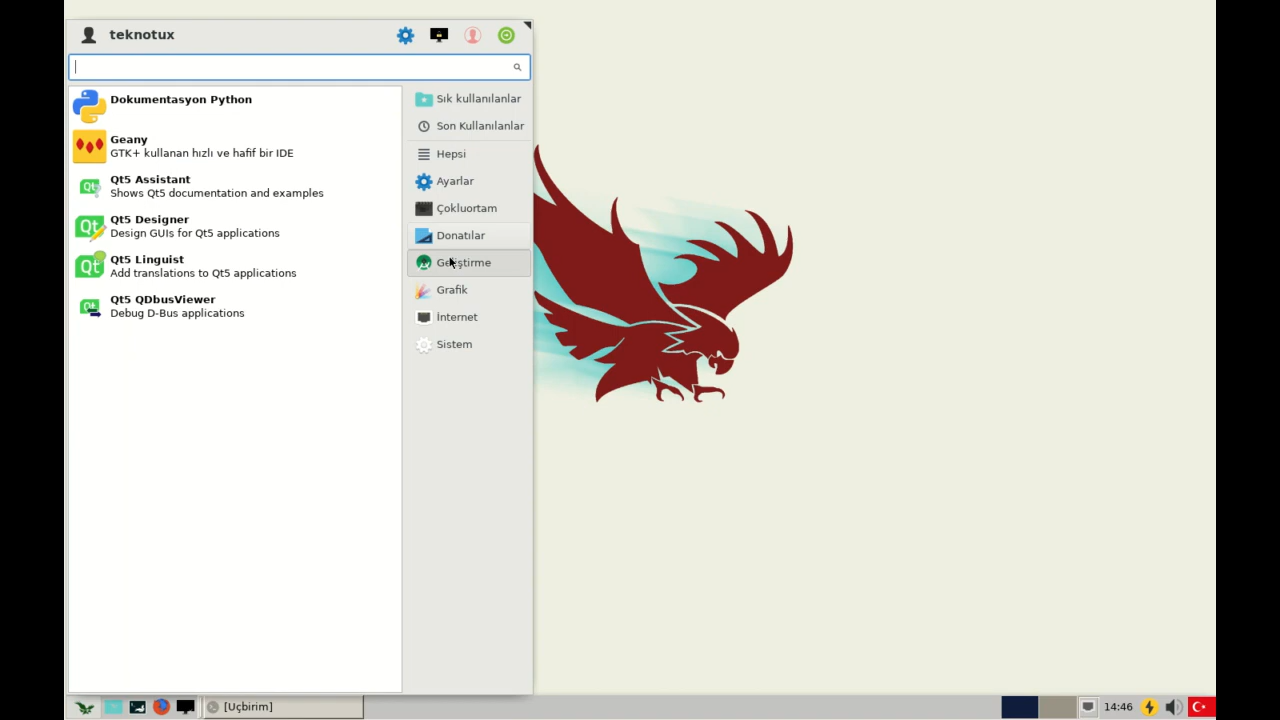 teknotux
Dokumentasyon Python
Geany
GTK+ kullanan hızlı ve hafif bir IDE
Qt5 Assistant
Shows Qt5 documentation and examples
Qt5 Designer
Design GUIs for Qt5 applications
Qt5 Linguist
Add translations to Qt5 applications
Qt5 QDbusViewer
Debug D-Bus applications
Sık kullanılanlar
Son Kullanılanlar
Hepsi
Ayarlar
Çokluortam
Donatılar
Geliştirme
Grafik
İnternet
Sistem
[Uçbirim]
14:46